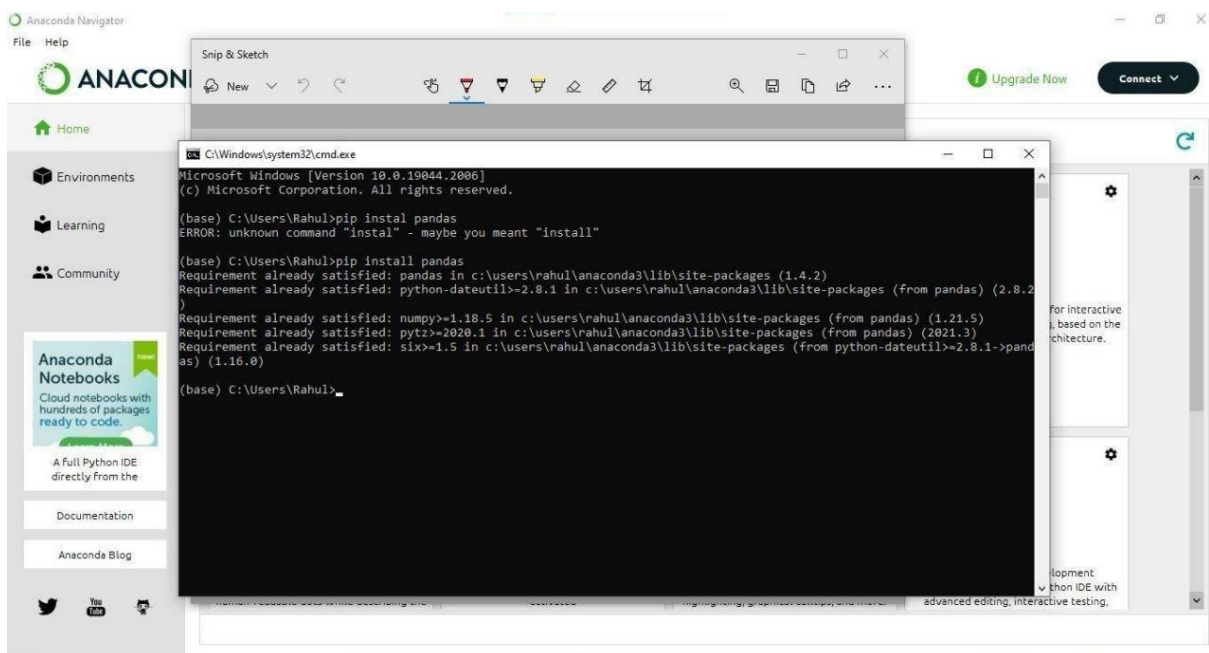 Anaconda Navigator
File Help
ANACON
Upgrade Now
Connect
Snip & Sketch
New
Home
Environments
Learning
Community
C:\Windows\system32\cmd.exe
Microsoft Windows [Version 10.0.19044.2006]
(c) Microsoft Corporation. All rights reserved.
(base) C:\Users\Rahul>pip instal pandas
ERROR: unknown command "instal" - maybe you meant "install"
(base) C:\Users\Rahul>pip install pandas
Requirement already satisfied: pandas in c:\users\rahul\anaconda3\lib\site-packages (1.4.2)
Requirement already satisfied: python-dateutil>=2.8.1 in c:\users\rahul\anaconda3\lib\site-packages (from pandas) (2.8.2
)
Requirement already satisfied: numpy>=1.18.5 in c:\users\rahul\anaconda3\lib\site-packages (from pandas) (1.21.5)
Requirement already satisfied: pytz>=2020.1 in c:\users\rahul\anaconda3\lib\site-packages (from pandas) (2021.3)
Requirement already satisfied: six>=1.5 in c:\users\rahul\anaconda3\lib\site-packages (from python-dateutil>=2.8.1->pand
as) (1.16.0)
(base) C:\Users\Rahul>
for interactive
, based on the
rchitecture.
Anaconda
Notebooks
New!
Cloud notebooks with
hundreds of packages
ready to code.
A full Python IDE
directly from the
Documentation
Anaconda Blog
You
Tube
lopment
thon IDE with
advanced editing, interactive testing,